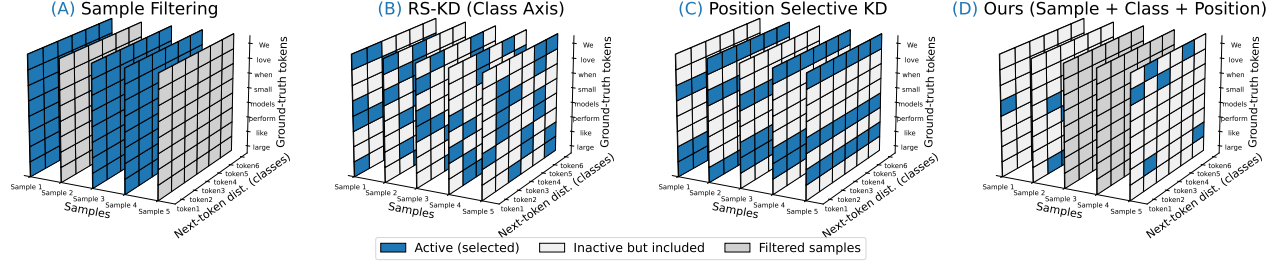 (A) Sample Filtering
We
love
when
small
models
perform
like
large
Ground-truth tokens
Sample 1
Sample 2
Sample 3
Sample 4
Sample 5
Samples
token1
token2
token3
token4
token5
token6
Next-token dist. (classes)
(B) RS-KD (Class Axis)
We
love
when
small
models
perform
like
large
Ground-truth tokens
Sample 1
Sample 2
Sample 3
Sample 4
Sample 5
Samples
token1
token2
token3
token4
token5
token6
Next-token dist. (classes)
(C) Position Selective KD
We
love
when
small
models
perform
like
large
Ground-truth tokens
Sample 1
Sample 2
Sample 3
Sample 4
Sample 5
Samples
token1
token2
token3
token4
token5
token6
Next-token dist. (classes)
(D) Ours (Sample + Class + Position)
We
love
when
small
models
perform
like
large
Ground-truth tokens
Sample 1
Sample 2
Sample 3
Sample 4
Sample 5
Samples
token1
token2
token3
token4
token5
token6
Next-token dist. (classes)
Active (selected)
Inactive but included
Filtered samples